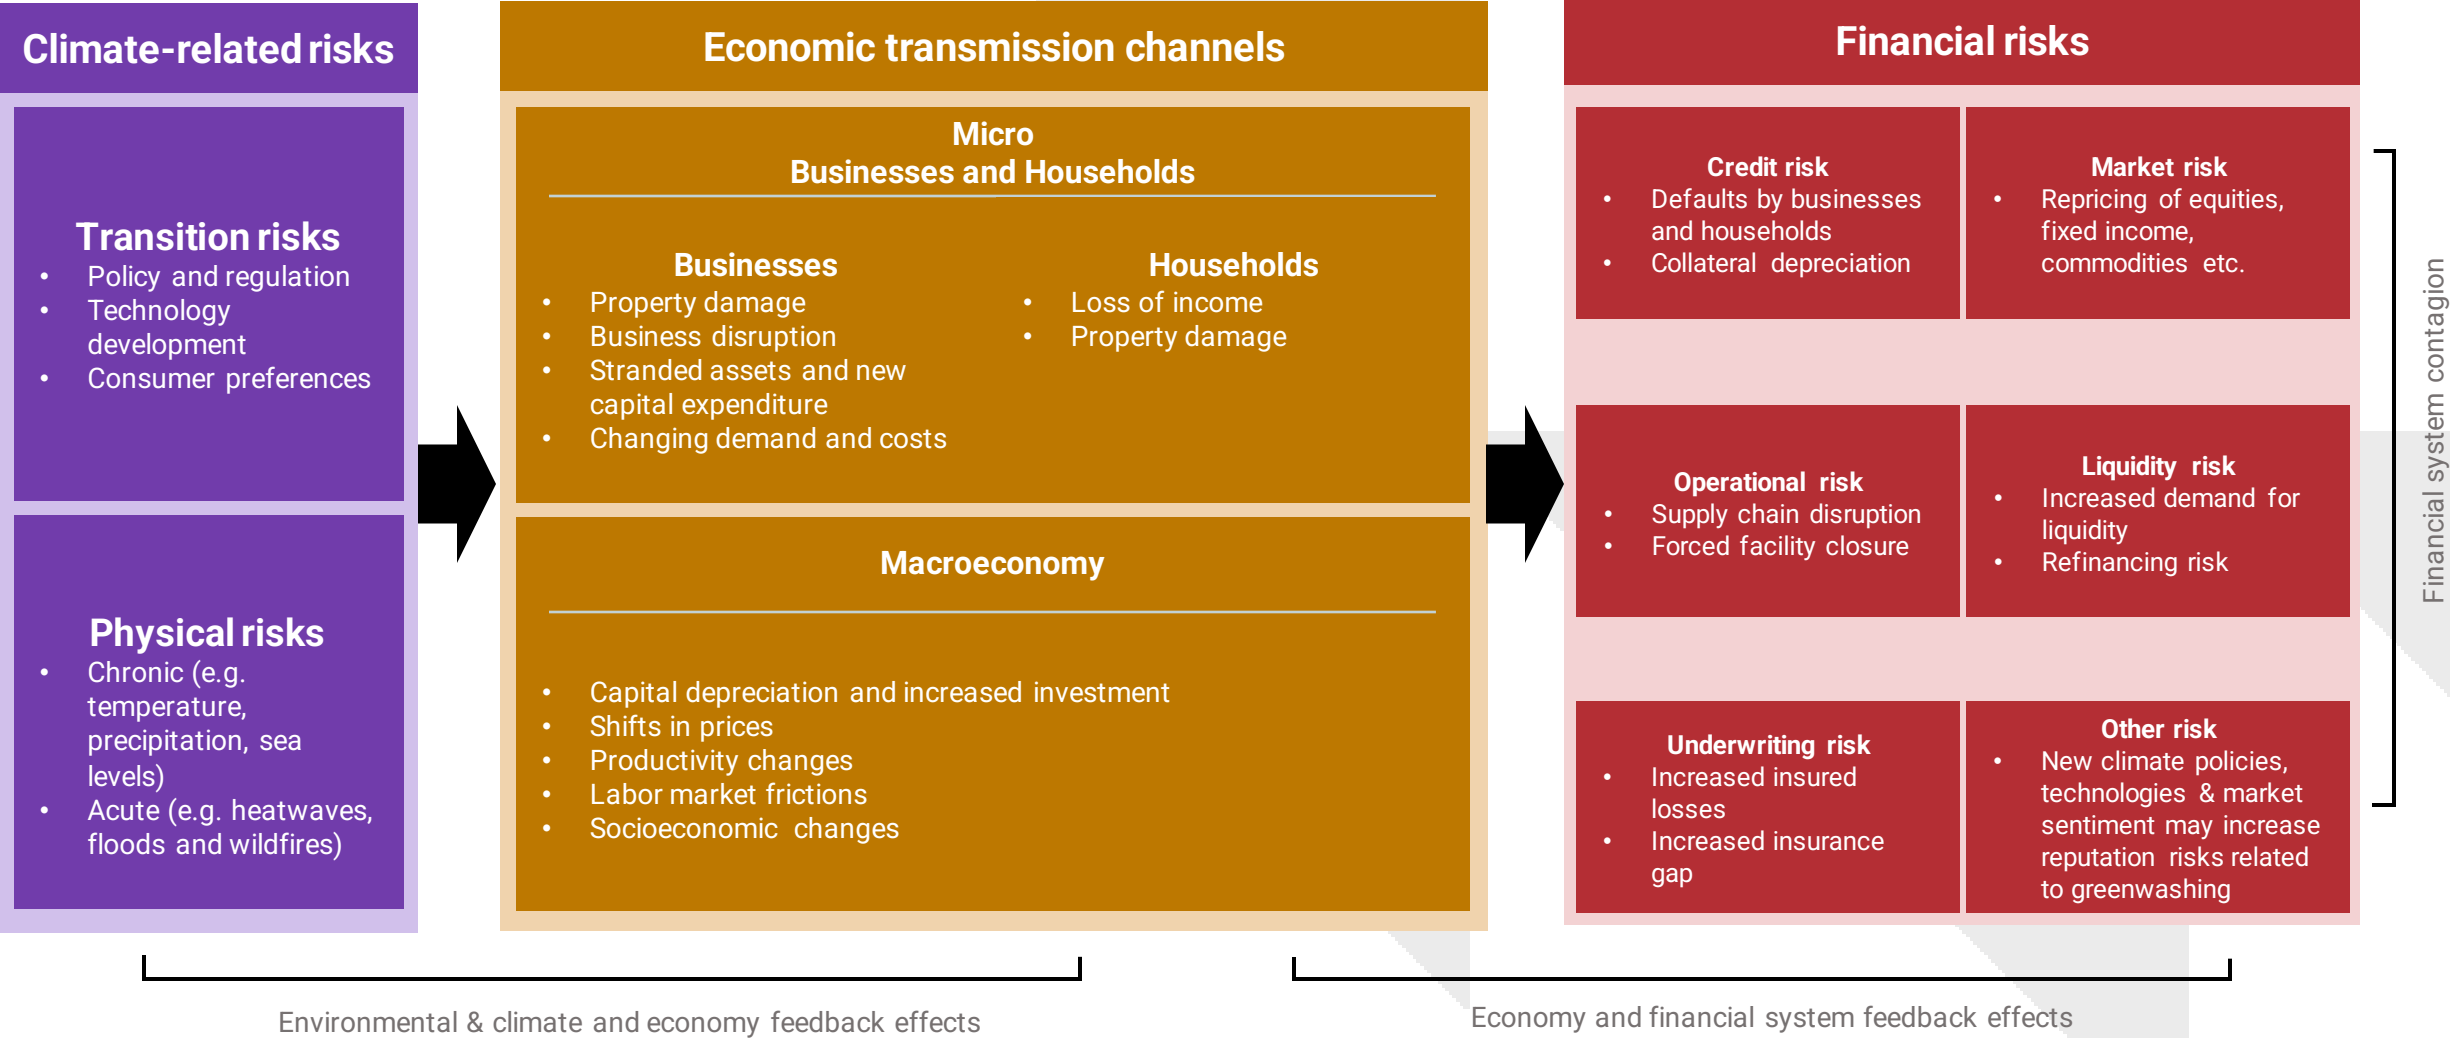 Climate-related risks
Transition risks
• Policy and regulation
• Technology
development
• Consumer preferences
Physical risks
• Chronic (e.g.
temperature,
precipitation, sea
levels)
• Acute (e.g. heatwaves,
floods and wildfires)
Economic transmission channels
Micro
Businesses and Households
Businesses
• Property damage
• Business disruption
• Stranded assets and new
capital expenditure
• Changing demand and costs
Households
• Loss of income
• Property damage
Macroeconomy
• Capital depreciation and increased investment
• Shifts in prices
• Productivity changes
• Labor market frictions
• Socioeconomic changes
Financial risks
Credit risk
• Defaults by businesses
and households
• Collateral depreciation
Market risk
• Repricing of equities,
fixed income,
commodities etc.
Operational risk
• Supply chain disruption
• Forced facility closure
Liquidity risk
• Increased demand for
liquidity
• Refinancing risk
Underwriting risk
• Increased insured
losses
• Increased insurance
gap
Other risk
• New climate policies,
technologies & market
sentiment may increase
reputation risks related
to greenwashing
Financial system contagion
Environmental & climate and economy feedback effects
Economy and financial system feedback effects